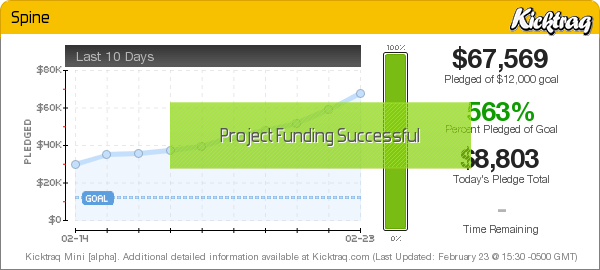 Spine
Kicktraq
Last 10 Days
100%
$80K
$60K
$40K
$20K
$0
PLEDGED
GOAL
02-14
02-23
0%
Project Funding Successful
$67,569
Pledged of $12,000 goal
563%
Percent Pledged of Goal
$8,803
Today's Pledge Total
-
Time Remaining
Kicktraq Mini [alpha]. Additional detailed information available at Kicktraq.com (Last Updated: February 23 @ 15:30 -0500 GMT)